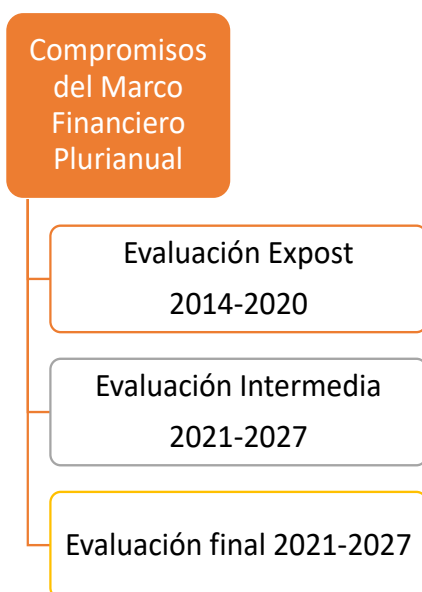 Compromisos
del Marco
Financiero
Plurianual
Evaluación Expost
2014-2020
Evaluación Intermedia
2021-2027
Evaluación final 2021-2027